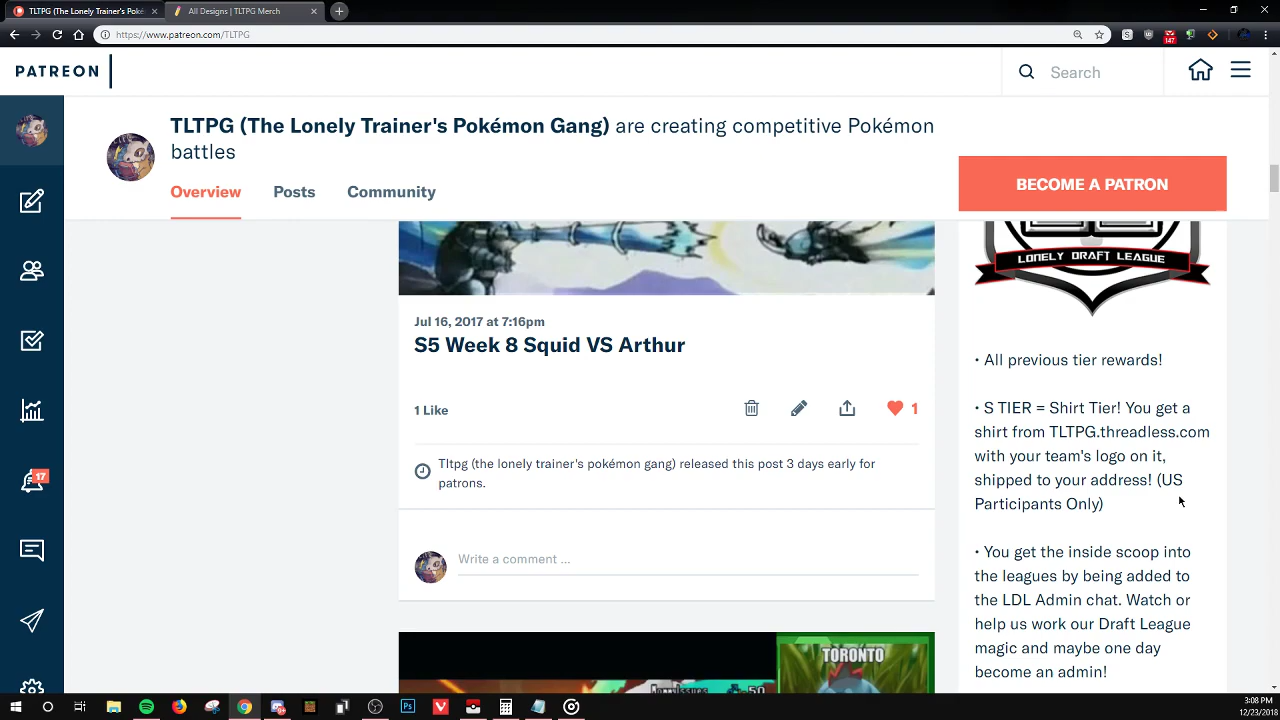 TLTPG (The Lonely Trainer's Poké
All Designs | TLTPG Merch
https://www.patreon.com/TLTPG
147
PATREON
Search
TLTPG (The Lonely Trainer's Pokémon Gang) are creating competitive Pokémon
battles
BECOME A PATRON
Overview
Posts
Community
LONELY DRAFT LEAGUE
Jul 16, 2017 at 7:16pm
S5 Week 8 Squid VS Arthur
1 Like
1
Tltpg (the lonely trainer's pokémon gang) released this post 3 days early for
patrons.
Write a comment ...
17
• All previous tier rewards!
• S TIER = Shirt Tier! You get a
shirt from TLTPG.threadless.com
with your team's logo on it,
shipped to your address! (US
Participants Only)
• You get the inside scoop into
the leagues by being added to
the LDL Admin chat. Watch or
help us work our Draft League
magic and maybe one day
become an admin!
TORONTO
50
3:08 PM
12/23/2018